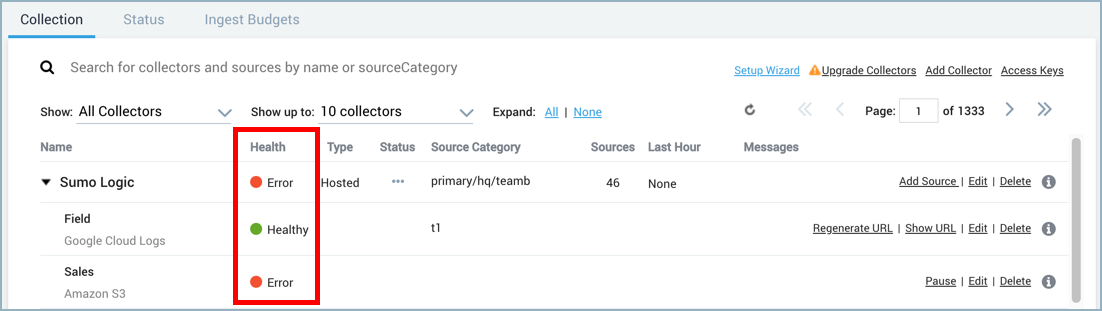 Collection Status Ingest Budgets
Search for collectors and sources by name or sourceCategory
Setup Wizard Upgrade Collectors Add Collector Access Keys
Show: All Collectors Show up to: 10 collectors Expand: All | None Page: 1 of 1333
Name Health Type Status Source Category Sources Last Hour Messages
Sumo Logic Error Hosted ••• primary/hq/teamb 46 None Add Source | Edit | Delete
Field
Google Cloud Logs Healthy t1 Regenerate URL | Show URL | Edit | Delete
Sales
Amazon S3 Error Pause | Edit | Delete